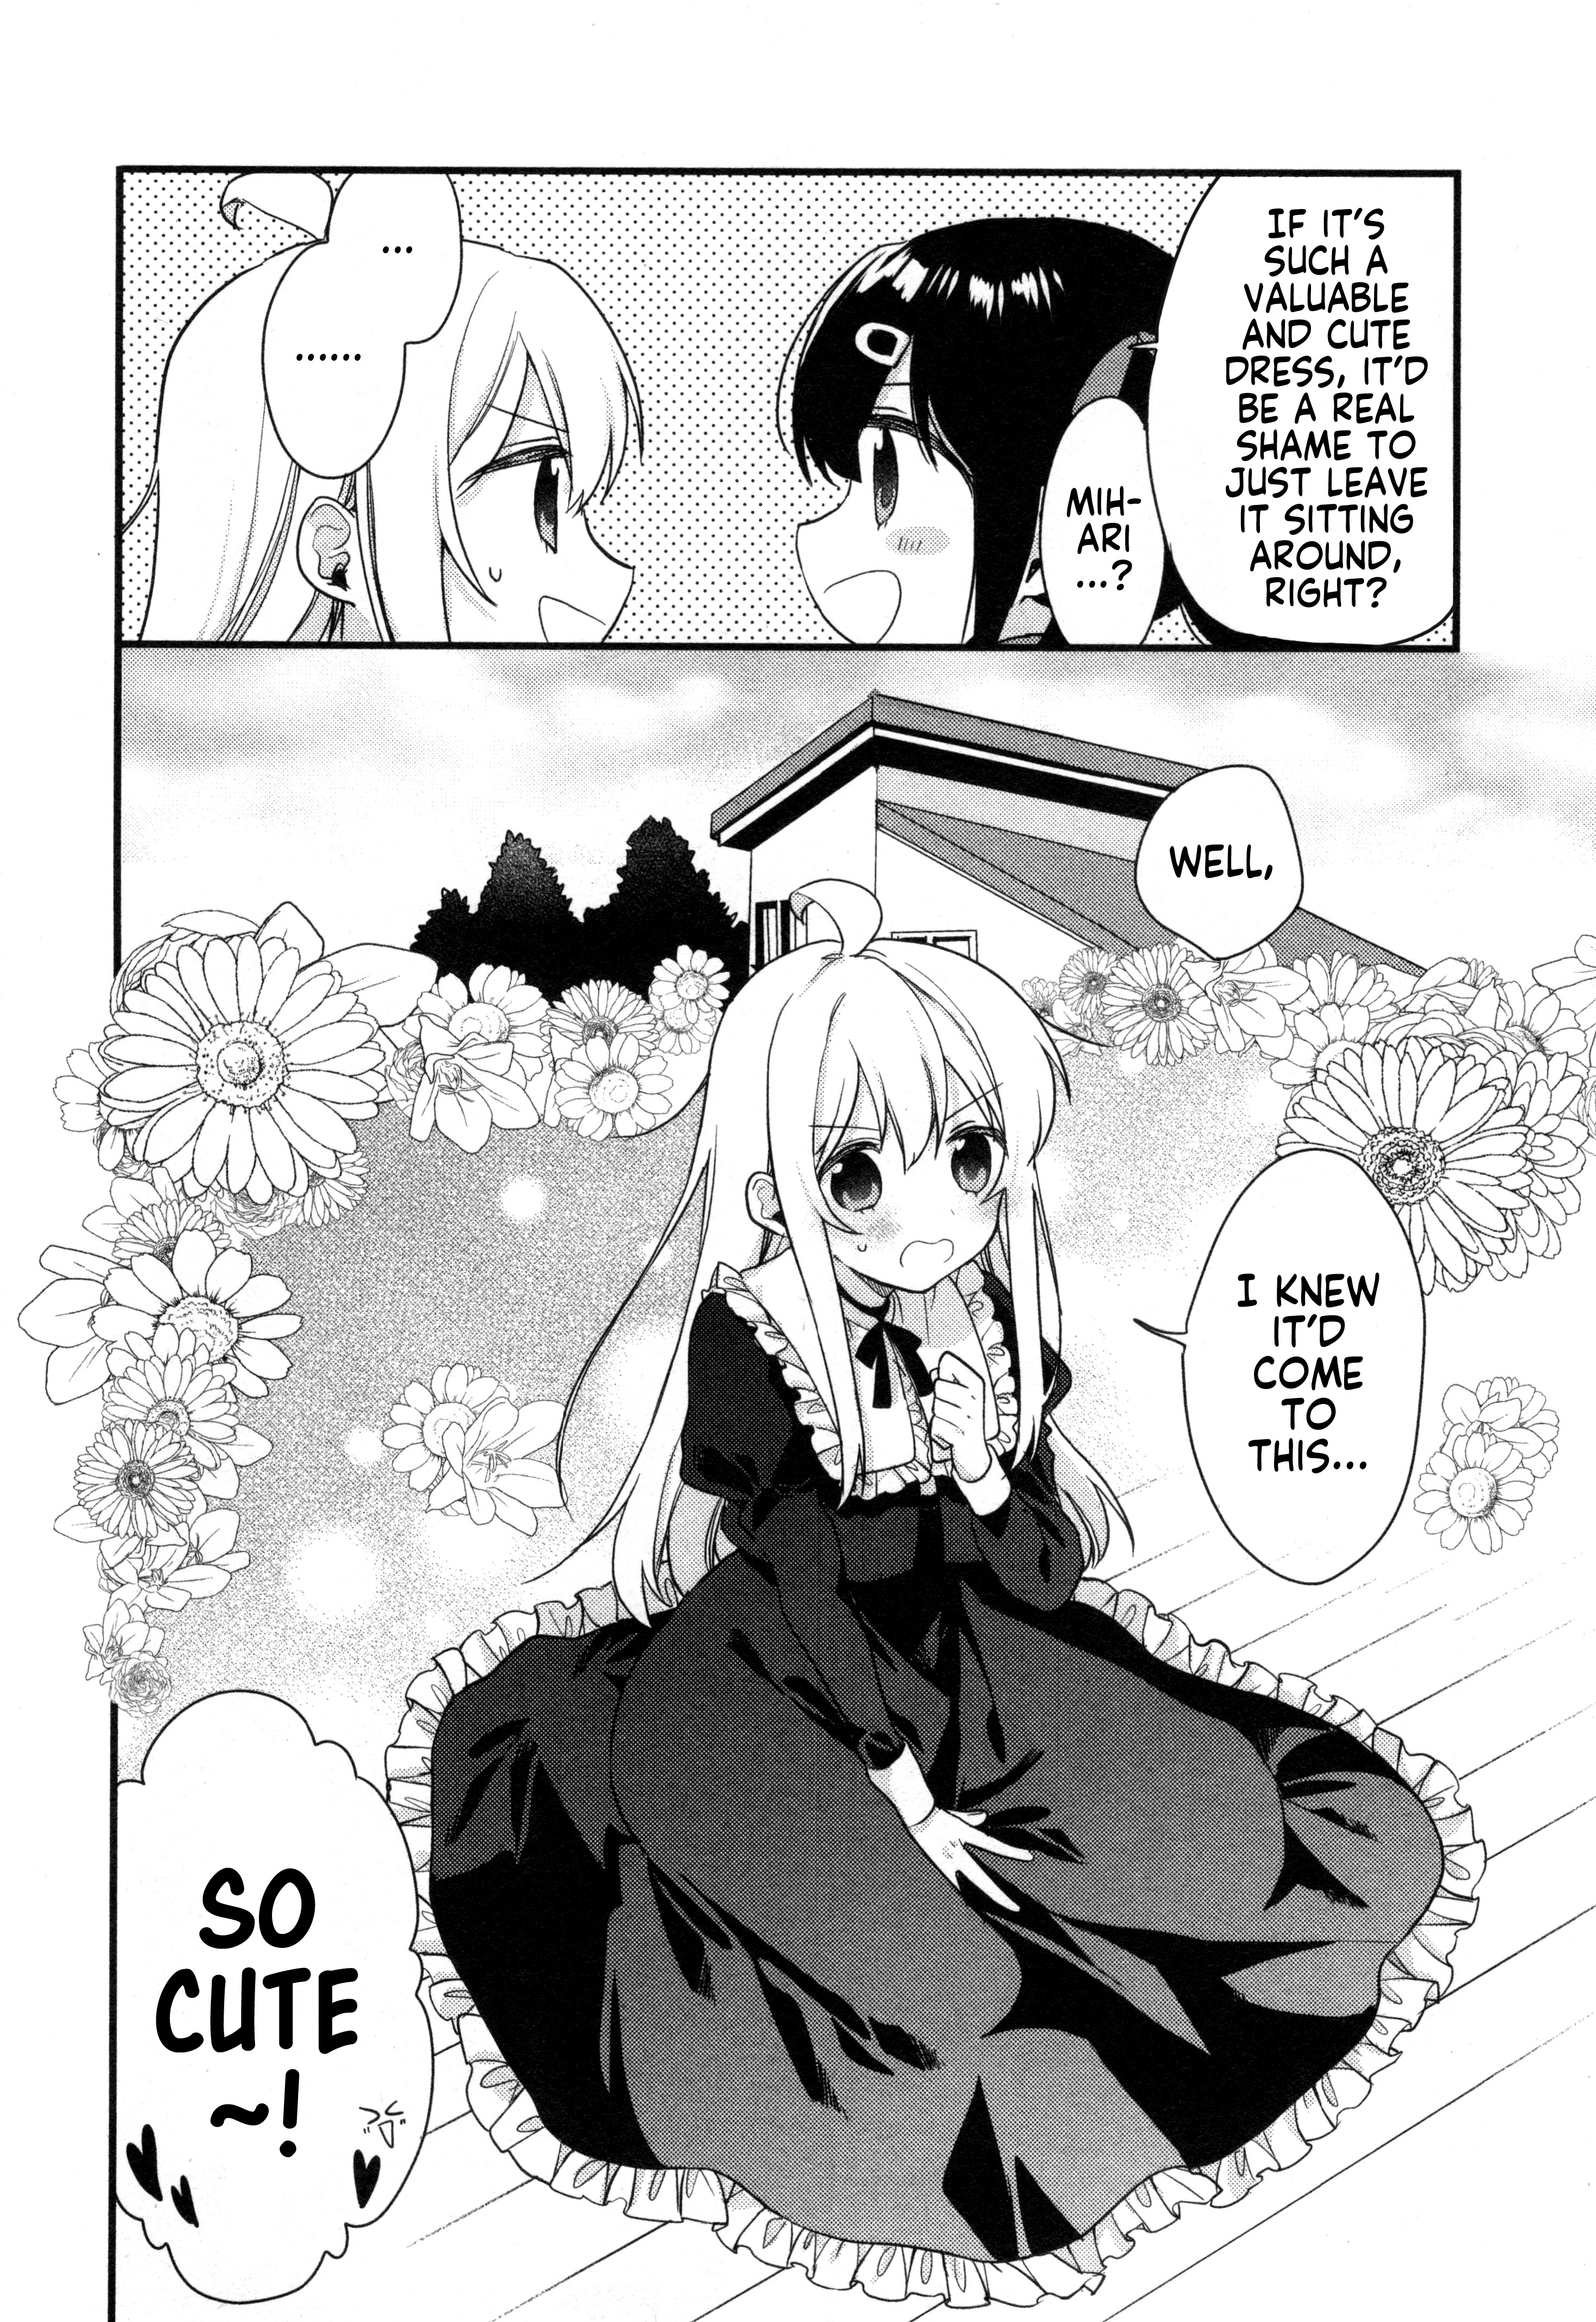 IF IT'S
SUCH A
VALUABLE
AND CUTE
DRESS, IT'D
BE A REAL
SHAME TO
JUST LEAVE
IT SITTING
AROUND,
RIGHT?
MIH-
ARI
...?
...
......
WELL,
I KNEW
IT'D
COME
TO
THIS...
SO
CUTE
~!